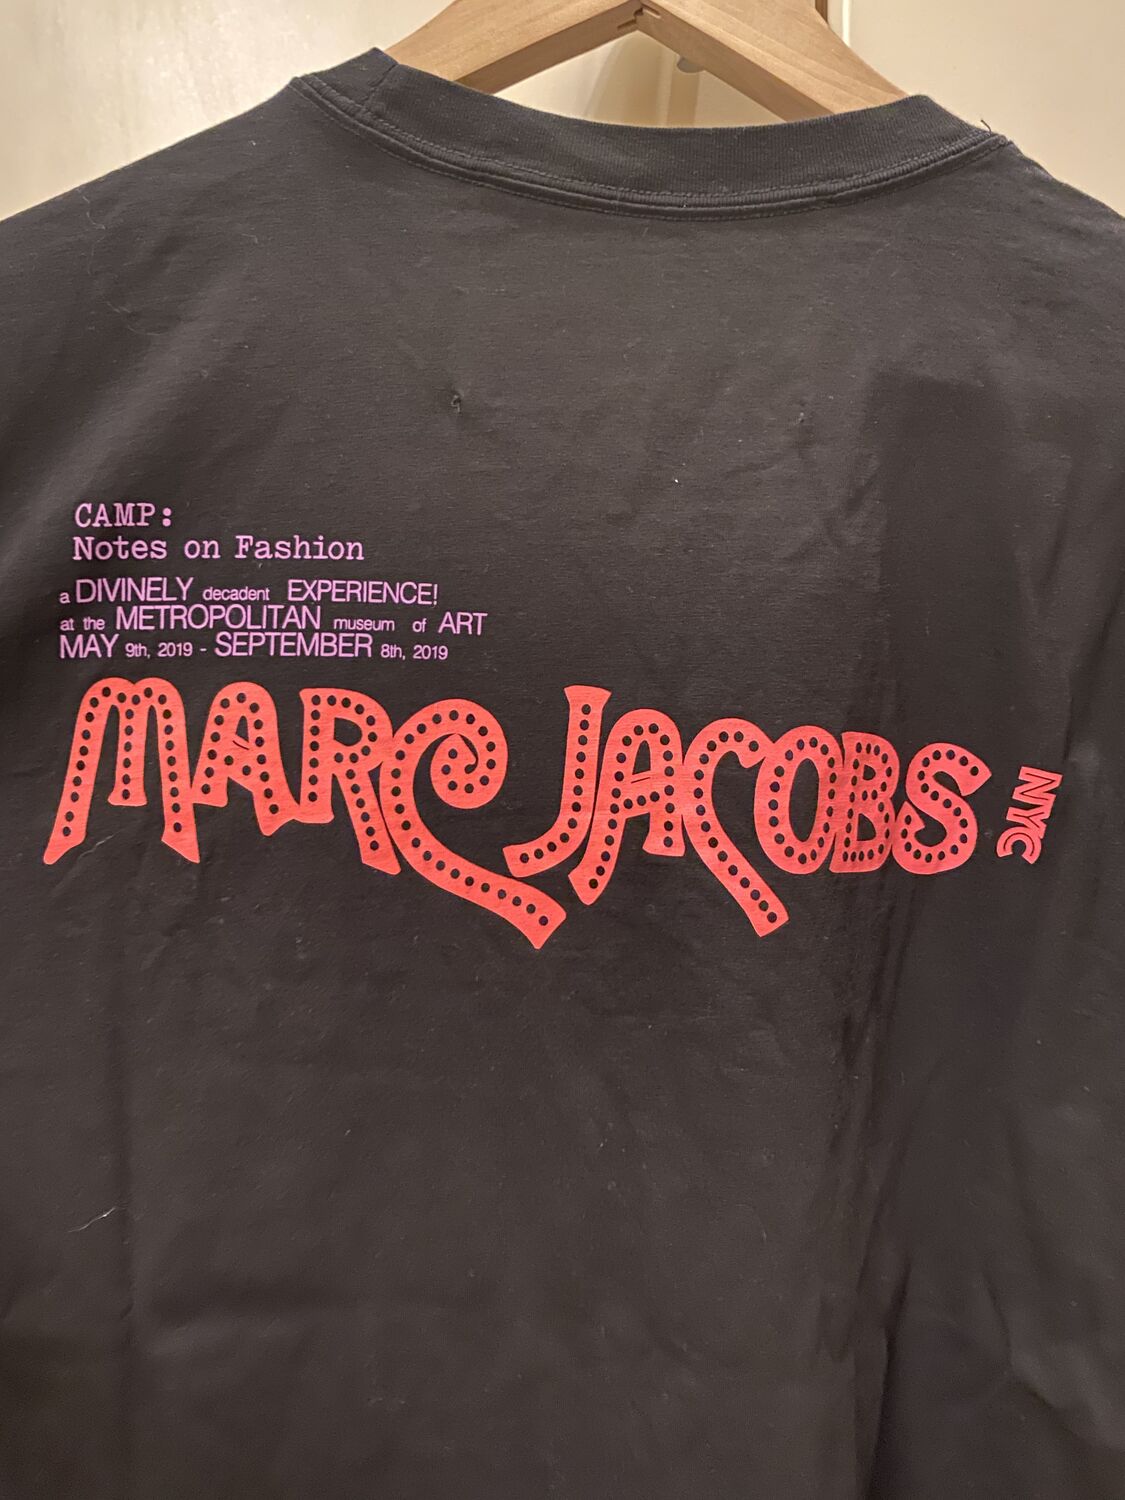 CAMP:
Notes on Fashion
a DIVINELY decadent EXPERIENCE!
at the METROPOLITAN museum of ART
MAY 9th, 2019 - SEPTEMBER 8th, 2019
MARC JACOBS NYC